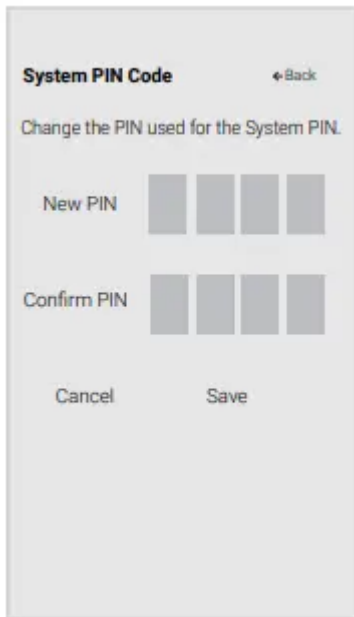 System PIN Code ←Back
Change the PIN used for the System PIN.
New PIN
Confirm PIN
Cancel Save